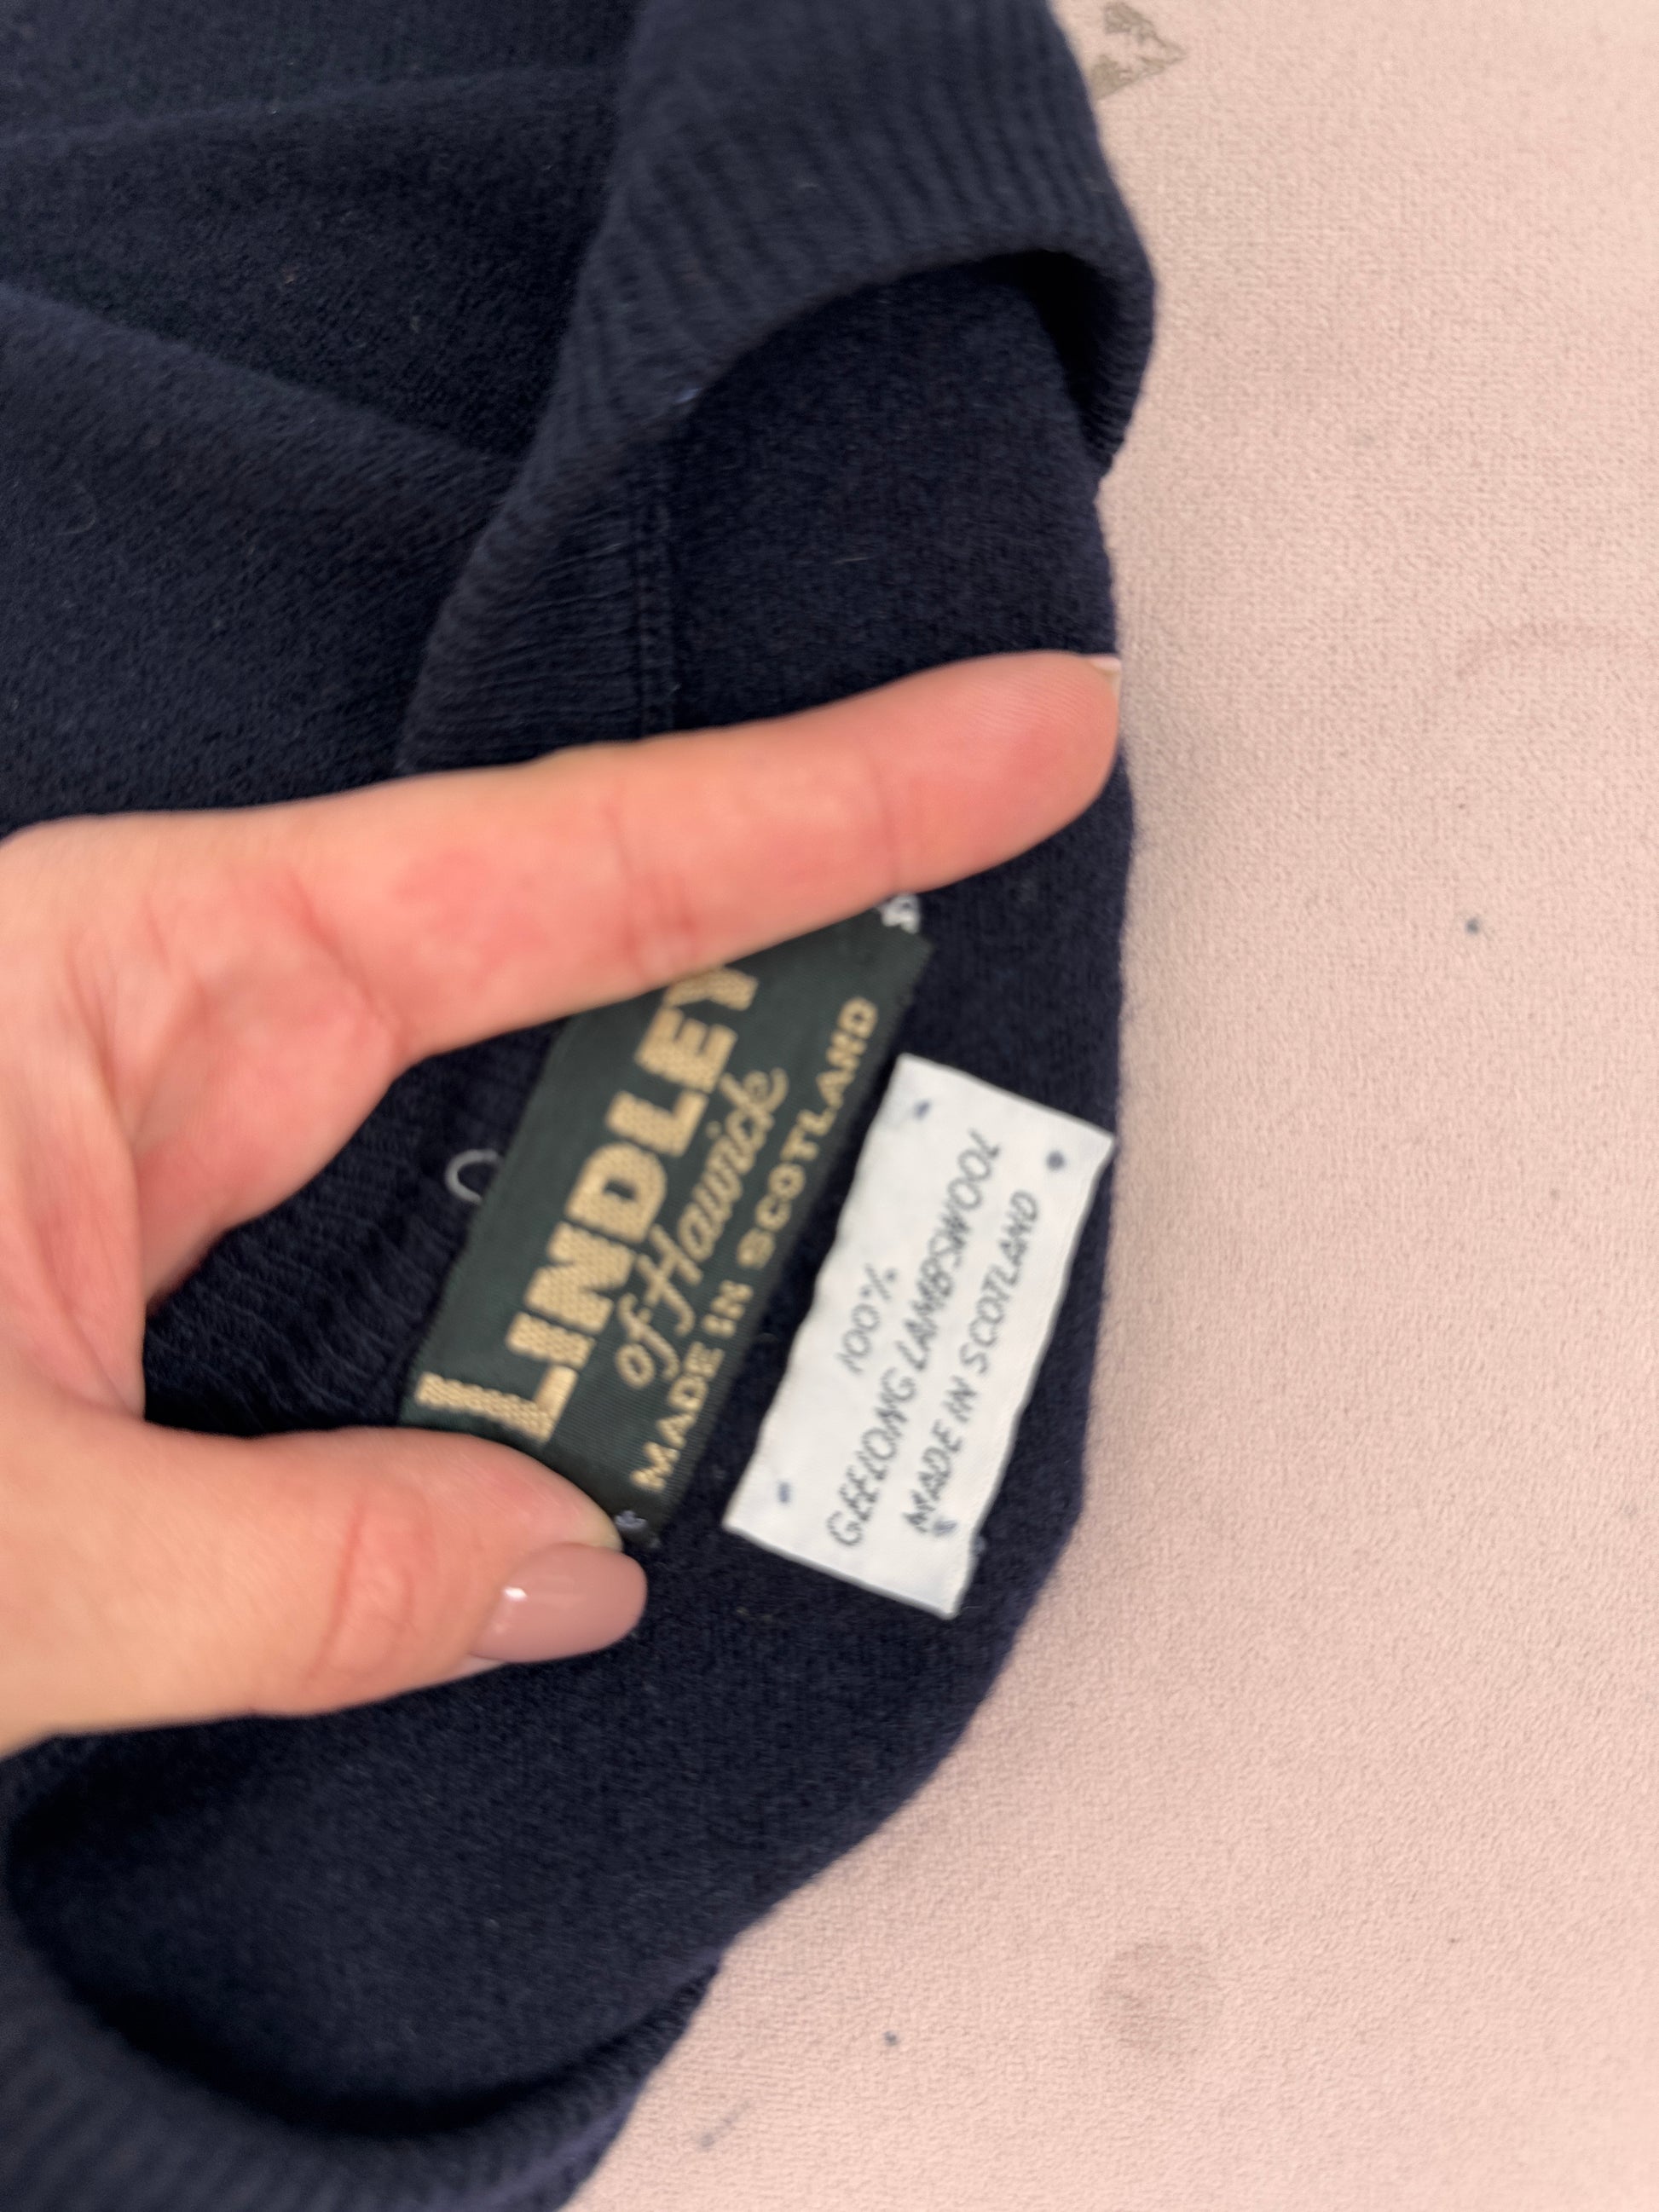 LINDLEY
of Hawick
MADE IN SCOTLAND
100%
GEELONG LAMBSWOOL
MADE IN SCOTLAND